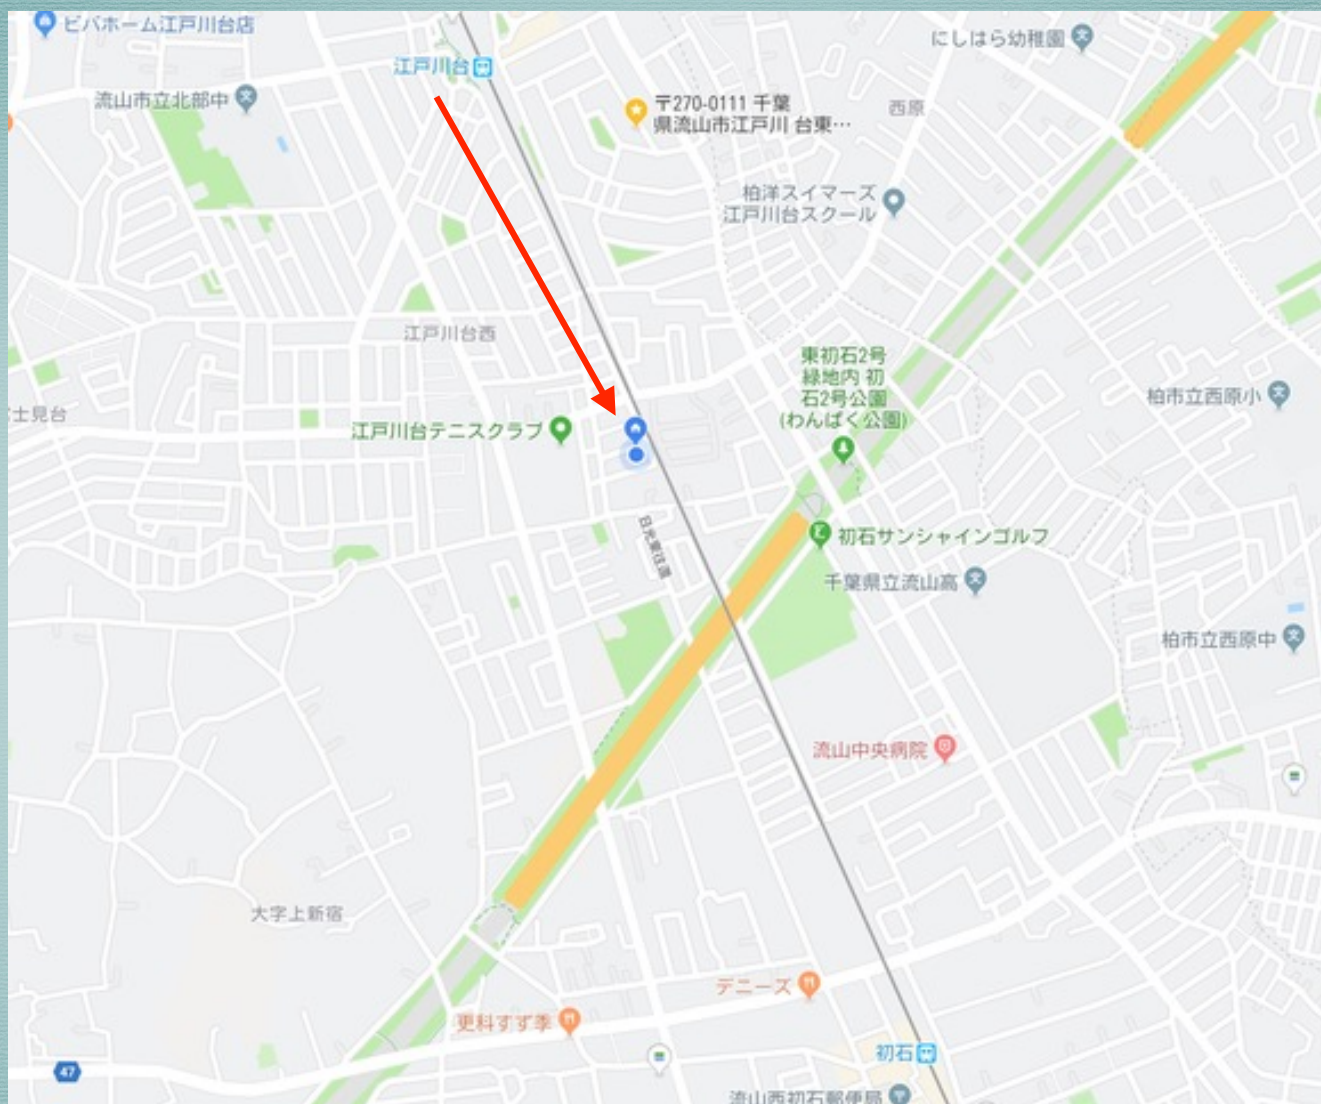 ビバホーム江戸川台店
にしはら幼稚園
江戸川台
流山市立北部中
〒270-0111 千葉
県流山市江戸川 台東…
西原
柏洋スイマーズ
江戸川台スクール
江戸川台西
東初石2号
緑地内 初
石2号公園
(わんぱく公園)
柏市立西原小
士見台
江戸川台テニスクラブ
日光東往還
初石サンシャインゴルフ
千葉県立流山高
柏市立西原中
流山中央病院
大字上新宿
デニーズ
更科すず季
初石
47
流山西初石郵便局